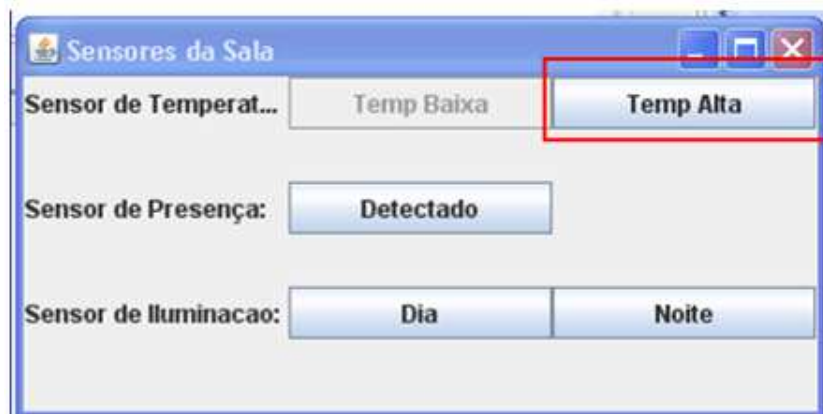 Sensores da Sala
Sensor de Temperat... Temp Baixa Temp Alta
Sensor de Presença: Detectado
Sensor de Iluminacao: Dia Noite